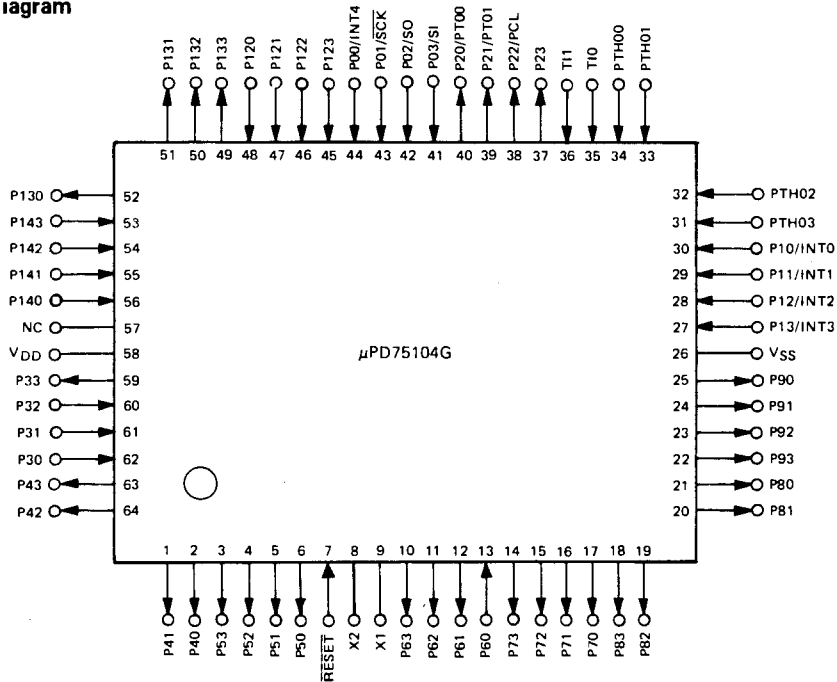 iagram
P131 P132 P133 P120 P121 P122 P123 P00/INT4 P01/SCK P02/SO P03/SI P20/PT00 P21/PT01 P22/PCL P23 TI1 TI0 PTH00 PTH01
51 50 49 48 47 46 45 44 43 42 41 40 39 38 37 36 35 34 33
P130 52 32 PTH02
P143 53 31 PTH03
P142 54 30 P10/INT0
P141 55 29 P11/INT1
P140 56 28 P12/INT2
NC 57 27 P13/INT3
VDD 58 μPD75104G 26 VSS
P33 59 25 P90
P32 60 24 P91
P31 61 23 P92
P30 62 22 P93
P43 63 21 P80
P42 64 20 P81
1 2 3 4 5 6 7 8 9 10 11 12 13 14 15 16 17 18 19
P41 P40 P53 P52 P51 P50 RESET X2 X1 P63 P62 P61 P60 P73 P72 P71 P70 P83 P82